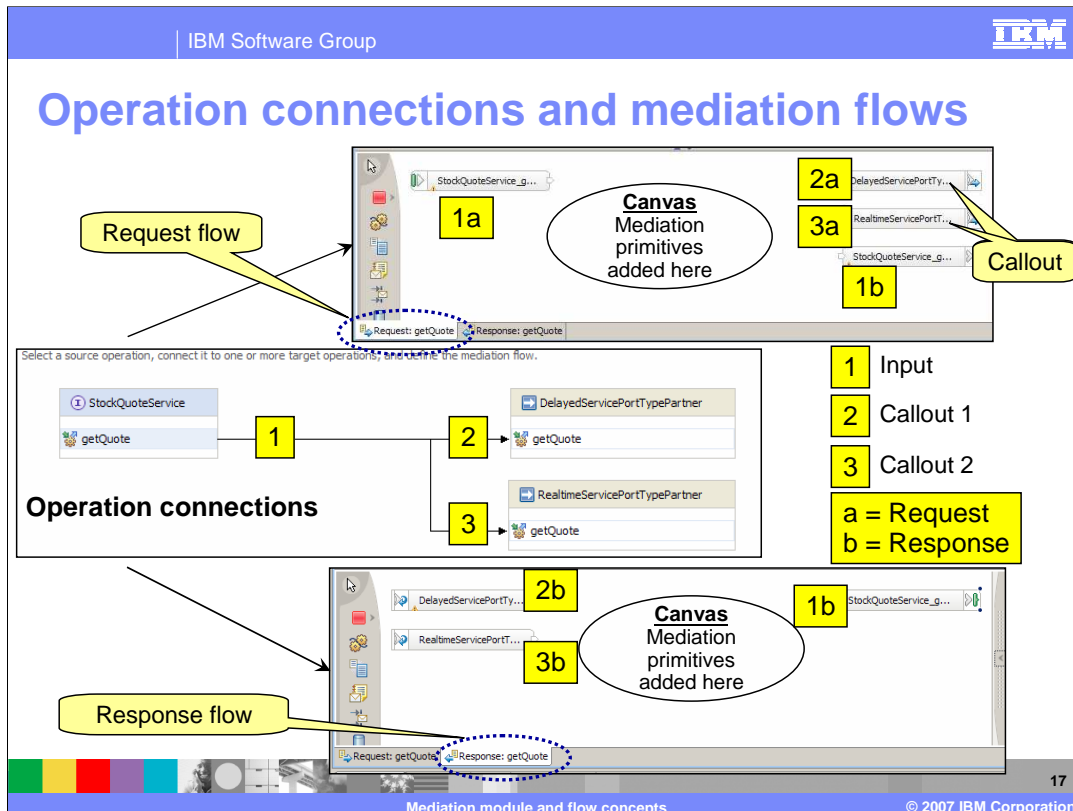 IBM Software Group
IBM
Operation connections and mediation flows
StockQuoteService_g...
1a
Canvas
Mediation
primitives
added here
2a
DelayedServicePortTy...
3a
RealtimeServicePortT...
StockQuoteService_g...
1b
Callout
Request flow
Request: getQuote
Response: getQuote
Select a source operation, connect it to one or more target operations, and define the mediation flow.
StockQuoteService
getQuote
1
2
DelayedServicePortTypePartner
getQuote
3
RealtimeServicePortTypePartner
getQuote
Operation connections
1 Input
2 Callout 1
3 Callout 2
a = Request
b = Response
DelayedServicePortTy...
2b
RealtimeServicePortT...
3b
Canvas
Mediation
primitives
added here
1b
StockQuoteService_g...
Response flow
Request: getQuote
Response: getQuote
17
Mediation module and flow concepts
© 2007 IBM Corporation